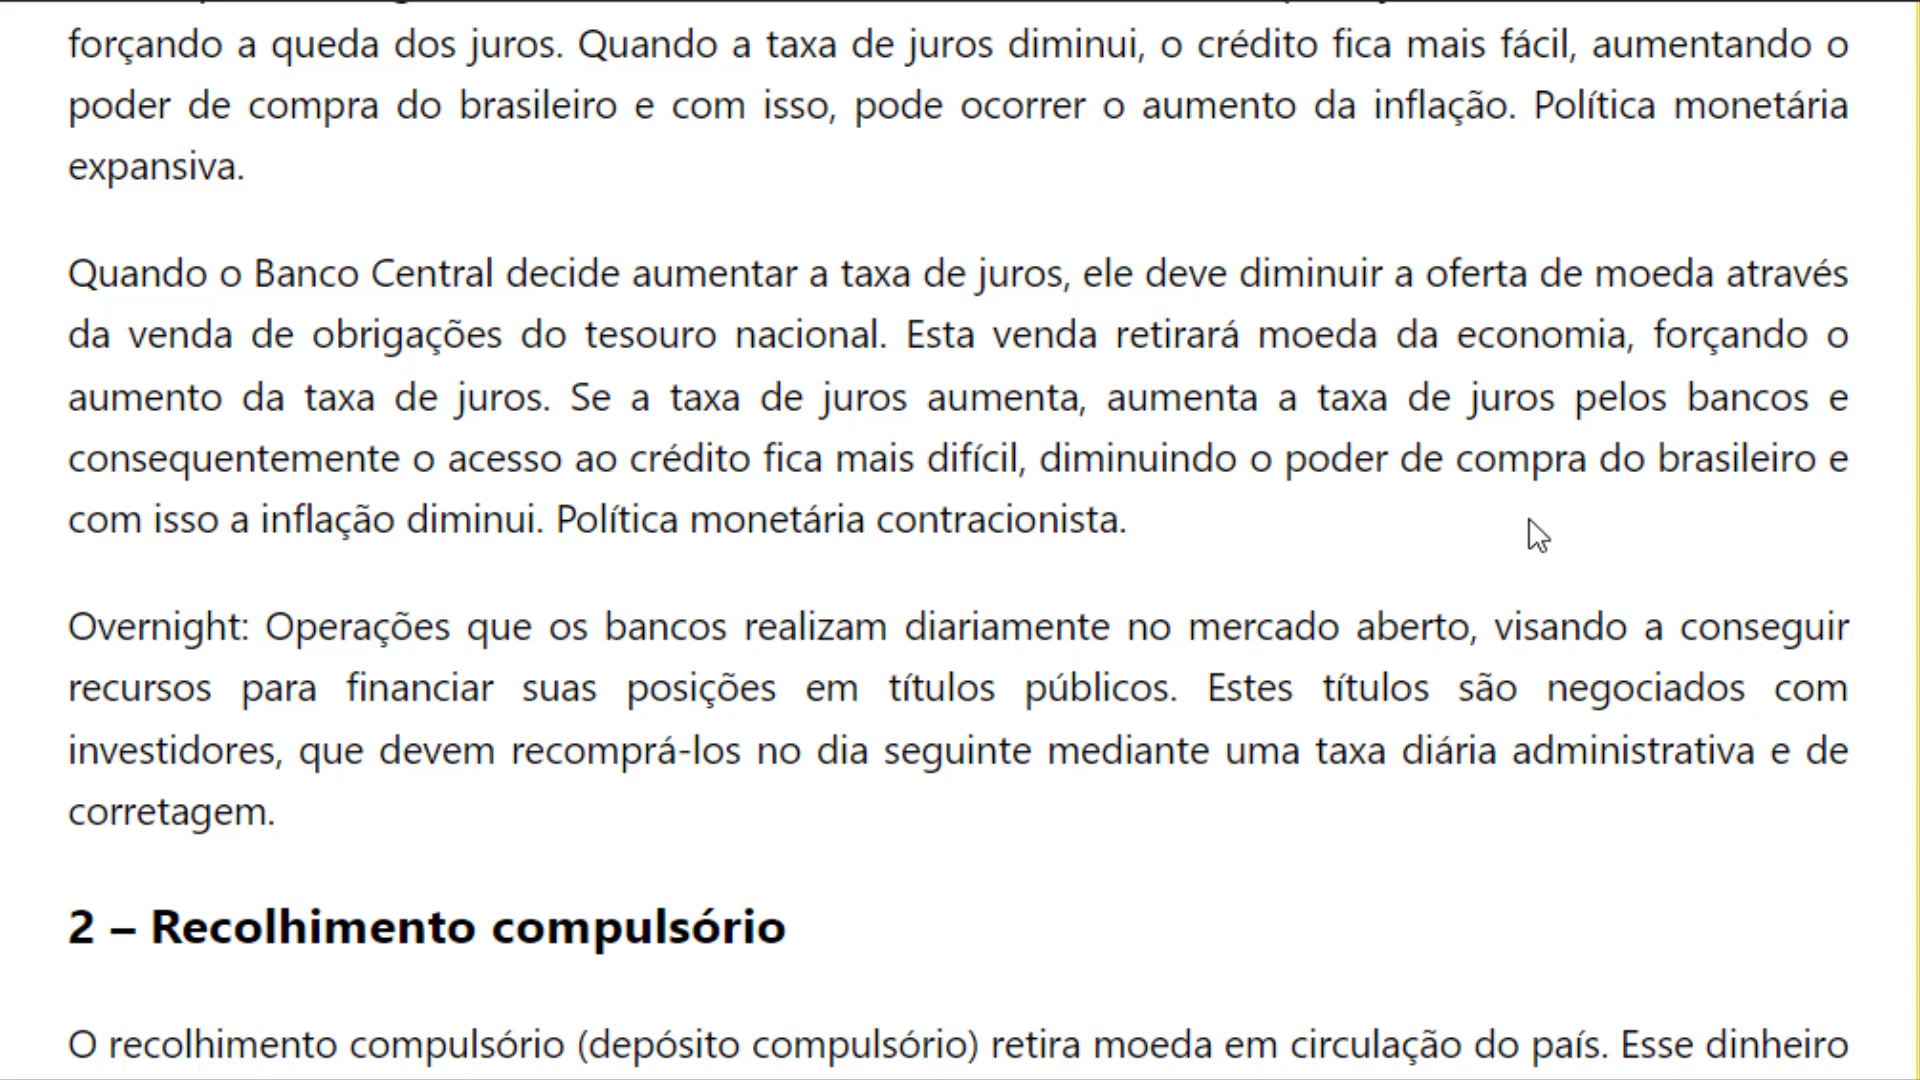 forçando a queda dos juros. Quando a taxa de juros diminui, o crédito fica mais fácil, aumentando o
poder de compra do brasileiro e com isso, pode ocorrer o aumento da inflação. Política monetária
expansiva.
Quando o Banco Central decide aumentar a taxa de juros, ele deve diminuir a oferta de moeda através
da venda de obrigações do tesouro nacional. Esta venda retirará moeda da economia, forçando o
aumento da taxa de juros. Se a taxa de juros aumenta, aumenta a taxa de juros pelos bancos e
consequentemente o acesso ao crédito fica mais difícil, diminuindo o poder de compra do brasileiro e
com isso a inflação diminui. Política monetária contracionista.
Overnight: Operações que os bancos realizam diariamente no mercado aberto, visando a conseguir
recursos para financiar suas posições em títulos públicos. Estes títulos são negociados com
investidores, que devem recomprá-los no dia seguinte mediante uma taxa diária administrativa e de
corretagem.
2 – Recolhimento compulsório
O recolhimento compulsório (depósito compulsório) retira moeda em circulação do país. Esse dinheiro